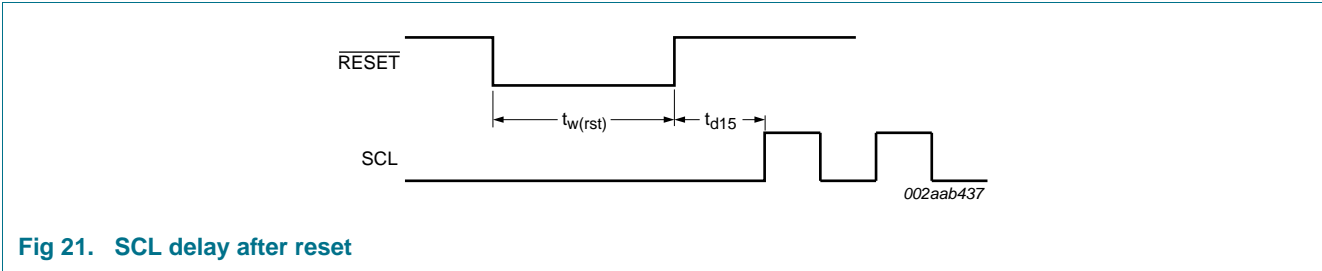 RESET
tw(rst)
td15
SCL
002aab437
Fig 21. SCL delay after reset